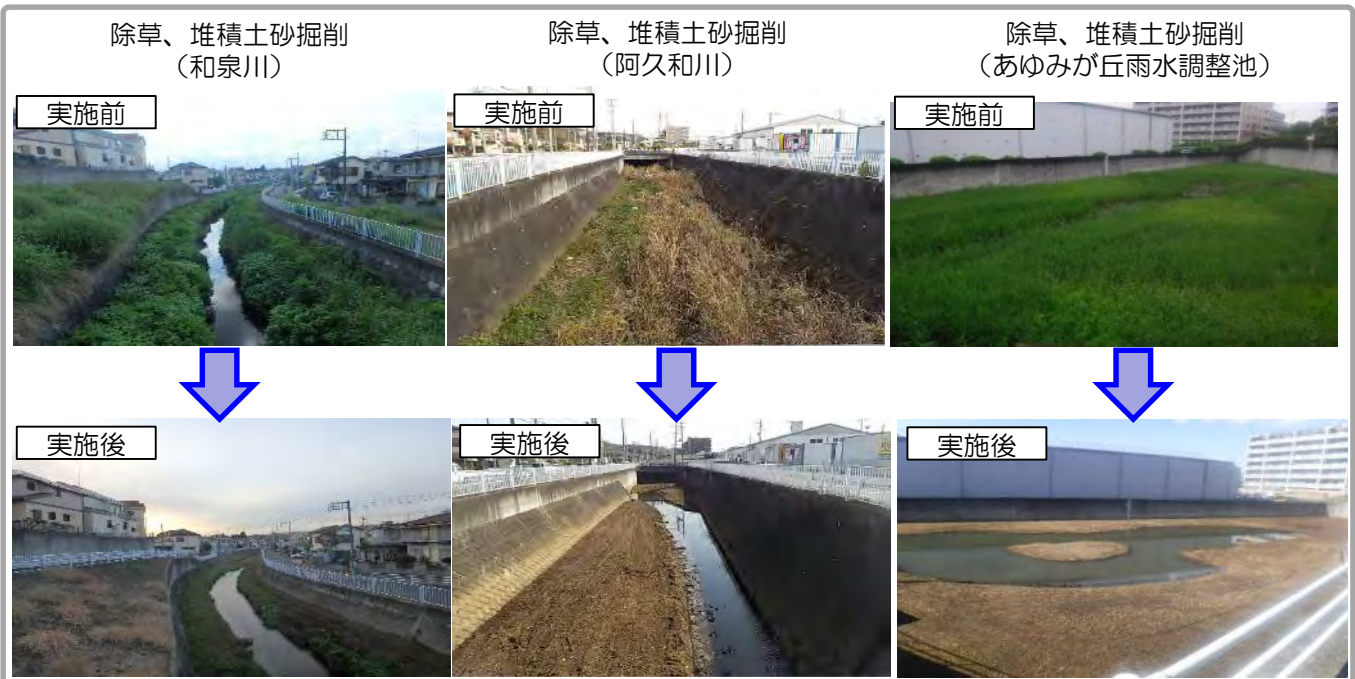 除草、堆積土砂掘削
（和泉川）
除草、堆積土砂掘削
（阿久和川）
除草、堆積土砂掘削
（あゆみが丘雨水調整池）
実施前
実施前
実施前
実施後
実施後
実施後